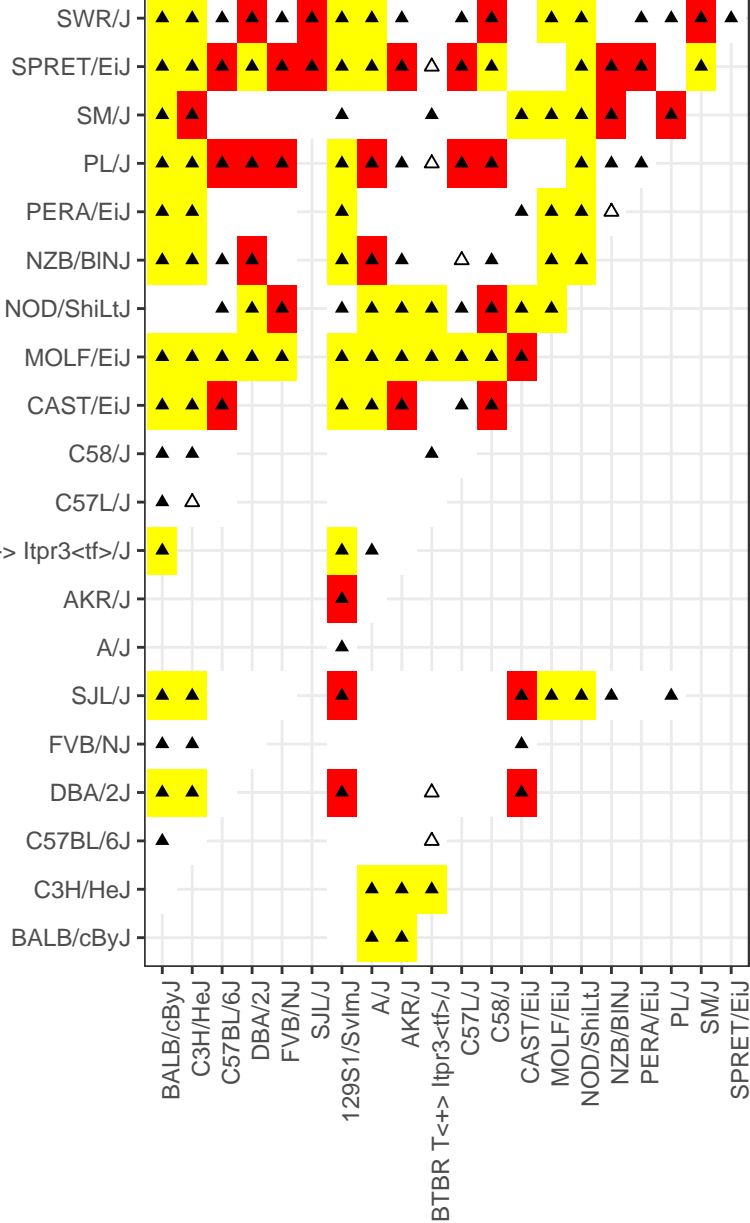 SWR/J
SPRET/EiJ
SM/J
PL/J
PERA/EiJ
NZB/BlNJ
NOD/ShiLtJ
MOLF/EiJ
CAST/EiJ
C58/J
C57L/J
> Itpr3<tf>/J
AKR/J
A/J
SJL/J
FVB/NJ
DBA/2J
C57BL/6J
C3H/HeJ
BALB/cByJ
BALB/cByJ
C3H/HeJ
C57BL/6J
DBA/2J
FVB/NJ
SJL/J
129S1/SvImJ
A/J
AKR/J
BTBR T<+> Itpr3<tf>/J
C57L/J
C58/J
CAST/EiJ
MOLF/EiJ
NOD/ShiLtJ
NZB/BlNJ
PERA/EiJ
PL/J
SM/J
SPRET/EiJ